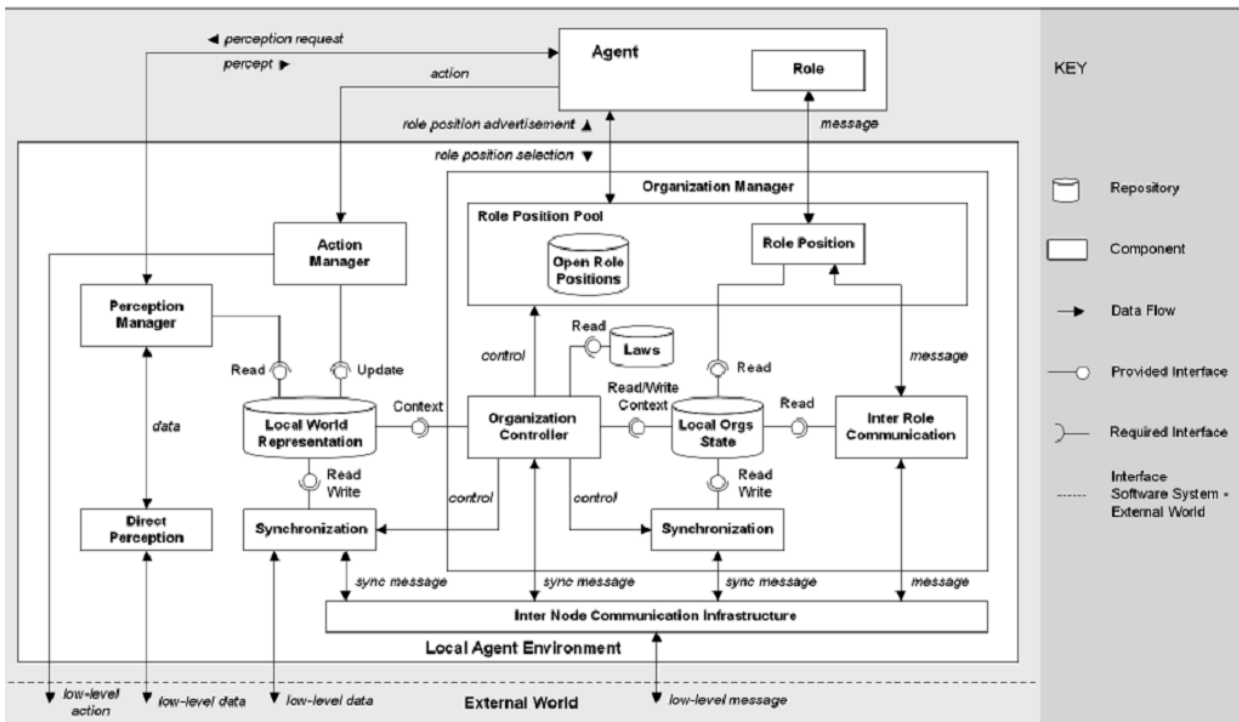 perception request
percept
action
Agent
Role
role position advertisement
message
role position selection
Organization Manager
Role Position Pool
Open Role
Positions
Role Position
Action
Manager
Perception
Manager
Read
Laws
control
message
Read
Update
Read
Context
Read/Write
Context
Read
Local World
Representation
Organization
Controller
Local Orgs
State
Inter Role
Communication
data
Read
Write
control
control
Read
Write
Direct
Perception
Synchronization
Synchronization
sync message
sync message
sync message
message
Inter Node Communication Infrastructure
Local Agent Environment
low-level
action
low-level data
low-level data
External World
low-level message
KEY
Repository
Component
Data Flow
Provided Interface
Required Interface
Interface
Software System -
External World